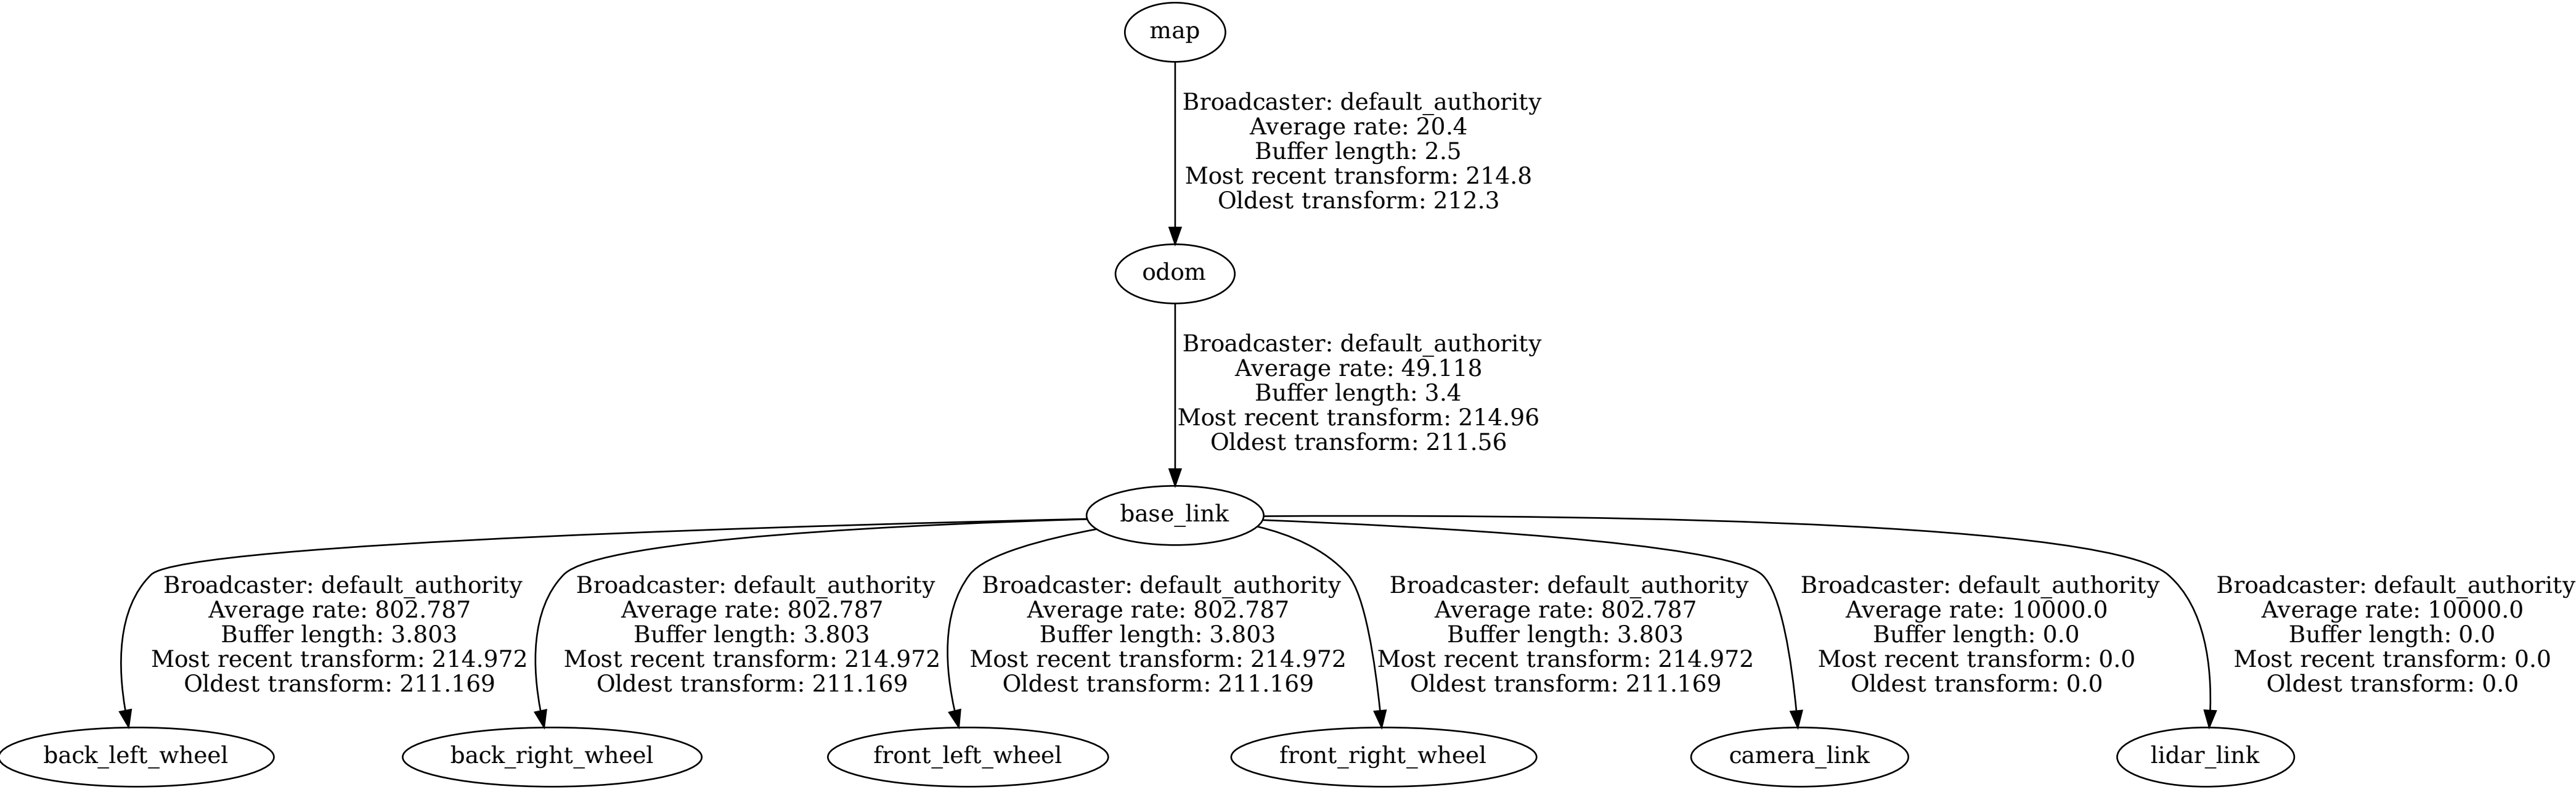 map
Broadcaster: default_authority
Average rate: 20.4
Buffer length: 2.5
Most recent transform: 214.8
Oldest transform: 212.3
odom
Broadcaster: default_authority
Average rate: 49.118
Buffer length: 3.4
Most recent transform: 214.96
Oldest transform: 211.56
base_link
Broadcaster: default_authority
Average rate: 802.787
Buffer length: 3.803
Most recent transform: 214.972
Oldest transform: 211.169
Broadcaster: default_authority
Average rate: 802.787
Buffer length: 3.803
Most recent transform: 214.972
Oldest transform: 211.169
Broadcaster: default_authority
Average rate: 802.787
Buffer length: 3.803
Most recent transform: 214.972
Oldest transform: 211.169
Broadcaster: default_authority
Average rate: 802.787
Buffer length: 3.803
Most recent transform: 214.972
Oldest transform: 211.169
Broadcaster: default_authority
Average rate: 10000.0
Buffer length: 0.0
Most recent transform: 0.0
Oldest transform: 0.0
Broadcaster: default_authority
Average rate: 10000.0
Buffer length: 0.0
Most recent transform: 0.0
Oldest transform: 0.0
back_left_wheel
back_right_wheel
front_left_wheel
front_right_wheel
camera_link
lidar_link